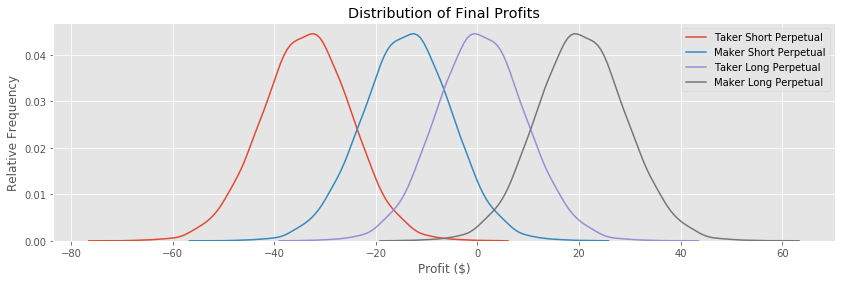 Distribution of Final Profits
Taker Short Perpetual
Maker Short Perpetual
Taker Long Perpetual
Maker Long Perpetual
Relative Frequency
0.04
0.03
0.02
0.01
0.00
−80 −60 −40 −20 0 20 40 60
Profit ($)